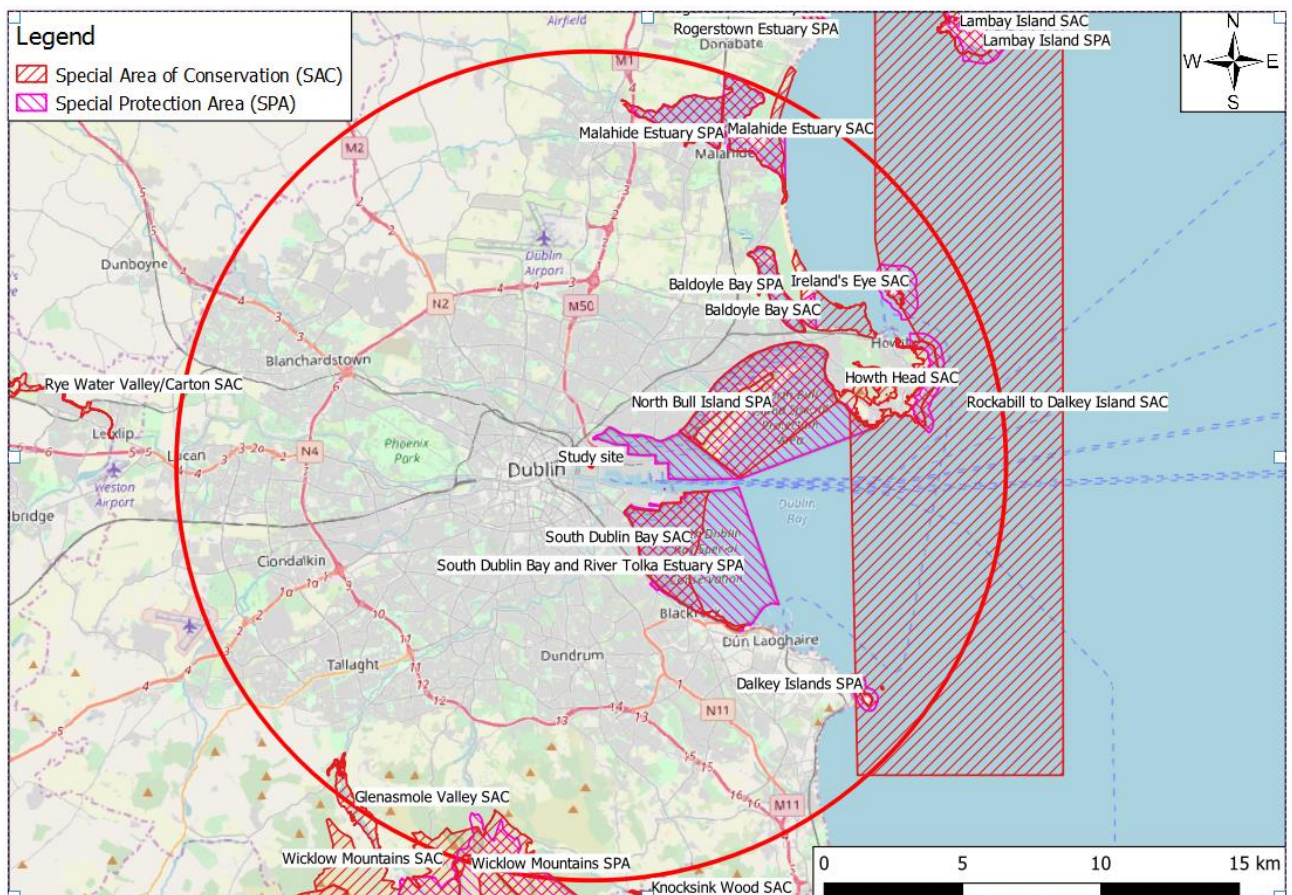 Legend
Special Area of Conservation (SAC)
Special Protection Area (SPA)
Airfield
Rogerstown Estuary SPA
Donabate
Lambay Island SAC
Lambay Island SPA
N
W E
S
M1
4
Malahide Estuary SPA
Malahide Estuary SAC
Malahide
M2
Dunboyne
Dublin
Airport
N2
M50
Baldoyle Bay SPA
Ireland's Eye SAC
Baldoyle Bay SAC
Blanchardstown
Howth Head SAC
Rye Water Valley/Carton SAC
North Bull Island SPA
Rockabill to Dalkey Island SAC
Leixlip
Lucan
N4
Phoenix
Park
Study site
Dublin
Weston
Airport
Dublin
Bay
South Dublin Bay SAC
South Dublin Bay and River Tolka Estuary SPA
Clondalkin
Blackrock
Dún Laoghaire
Tallaght
Dundrum
Dalkey Islands SPA
N11
M11
Glenasmole Valley SAC
Wicklow Mountains SAC
Wicklow Mountains SPA
Knocksink Wood SAC
0 5 10 15 km